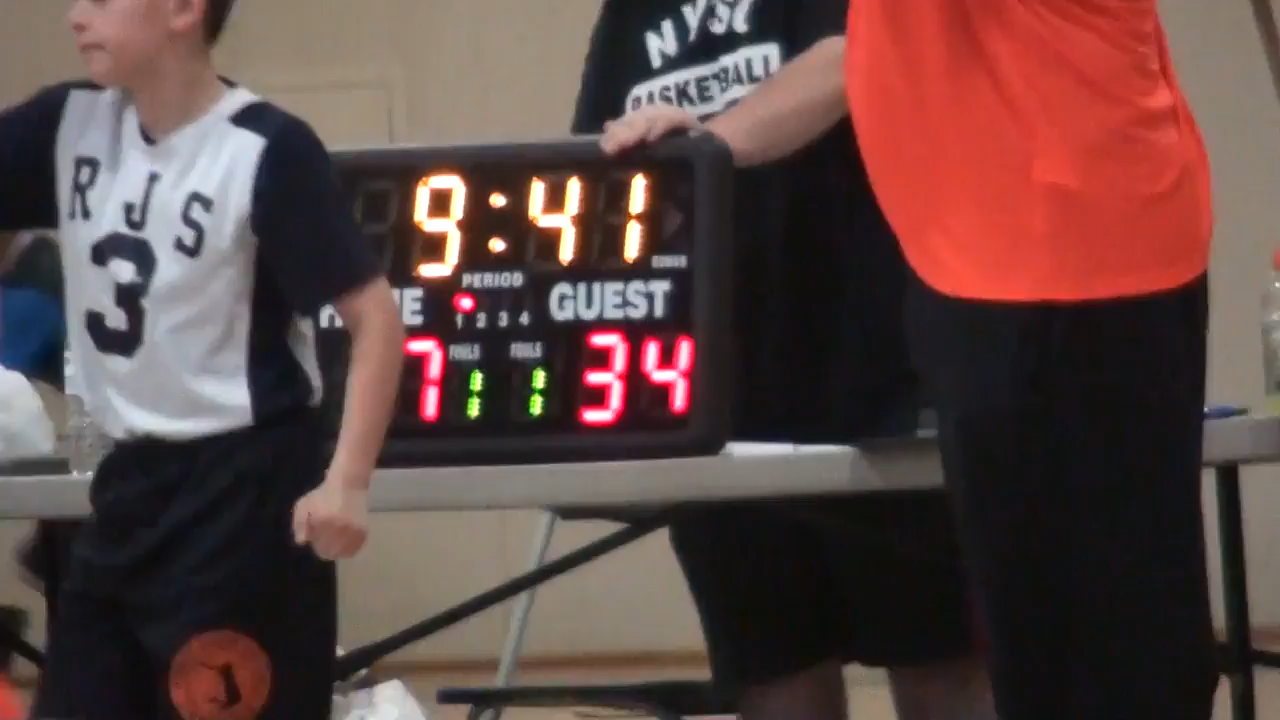 NYSC
BASKETBALL
RJS
3
9:41
PERIOD
GUEST
1 2 3 4
7 FOULS 1 FOULS 1 34